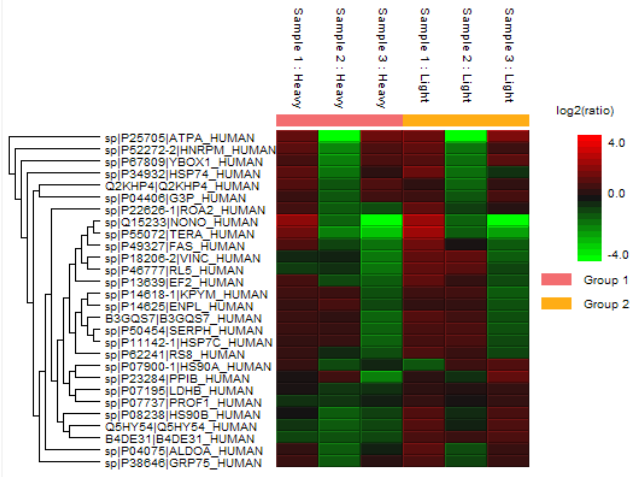 Sample 1 : Heavy
Sample 2 : Heavy
Sample 3 : Heavy
Sample 1 : Light
Sample 2 : Light
Sample 3 : Light
log2(ratio)
4.0
0.0
-4.0
Group 1
Group 2
sp|P25705|ATPA_HUMAN
sp|P52272-2|HNRPM_HUMAN
sp|P67809|YBOX1_HUMAN
sp|P34932|HSP74_HUMAN
Q2KHP4|Q2KHP4_HUMAN
sp|P04406|G3P_HUMAN
sp|P22626-1|ROA2_HUMAN
sp|Q15233|NONO_HUMAN
sp|P55072|TERA_HUMAN
sp|P49327|FAS_HUMAN
sp|P18206-2|VINC_HUMAN
sp|P46777|RL5_HUMAN
sp|P13639|EF2_HUMAN
sp|P14618-1|KPYM_HUMAN
sp|P14625|ENPL_HUMAN
B3GQS7|B3GQS7_HUMAN
sp|P50454|SERPH_HUMAN
sp|P11142-1|HSP7C_HUMAN
sp|P62241|RS8_HUMAN
sp|P07900-1|HS90A_HUMAN
sp|P23284|PPIB_HUMAN
sp|P07195|LDHB_HUMAN
sp|P07737|PROF1_HUMAN
sp|P08238|HS90B_HUMAN
Q5HY54|Q5HY54_HUMAN
B4DE31|B4DE31_HUMAN
sp|P04075|ALDOA_HUMAN
sp|P38646|GRP75_HUMAN